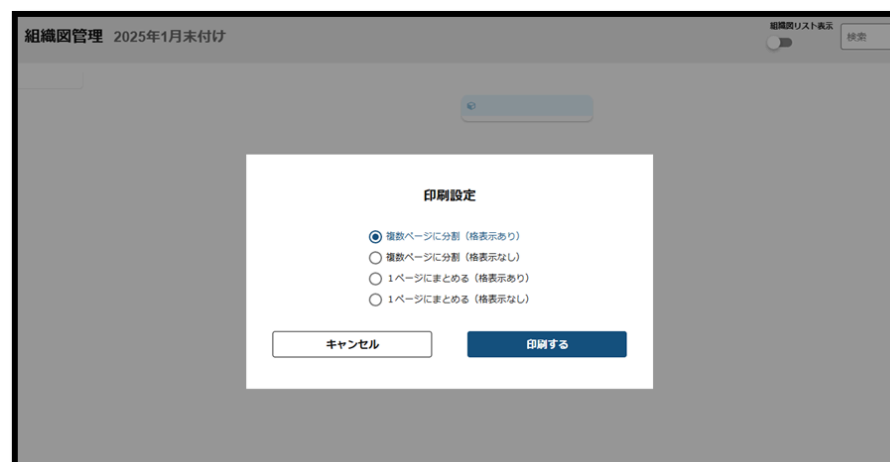 組織図管理 2025年1月末付け
組織図リスト表示
検索
印刷設定
複数ページに分割（格表示あり）
複数ページに分割（格表示なし）
1ページにまとめる（格表示あり）
1ページにまとめる（格表示なし）
キャンセル
印刷する